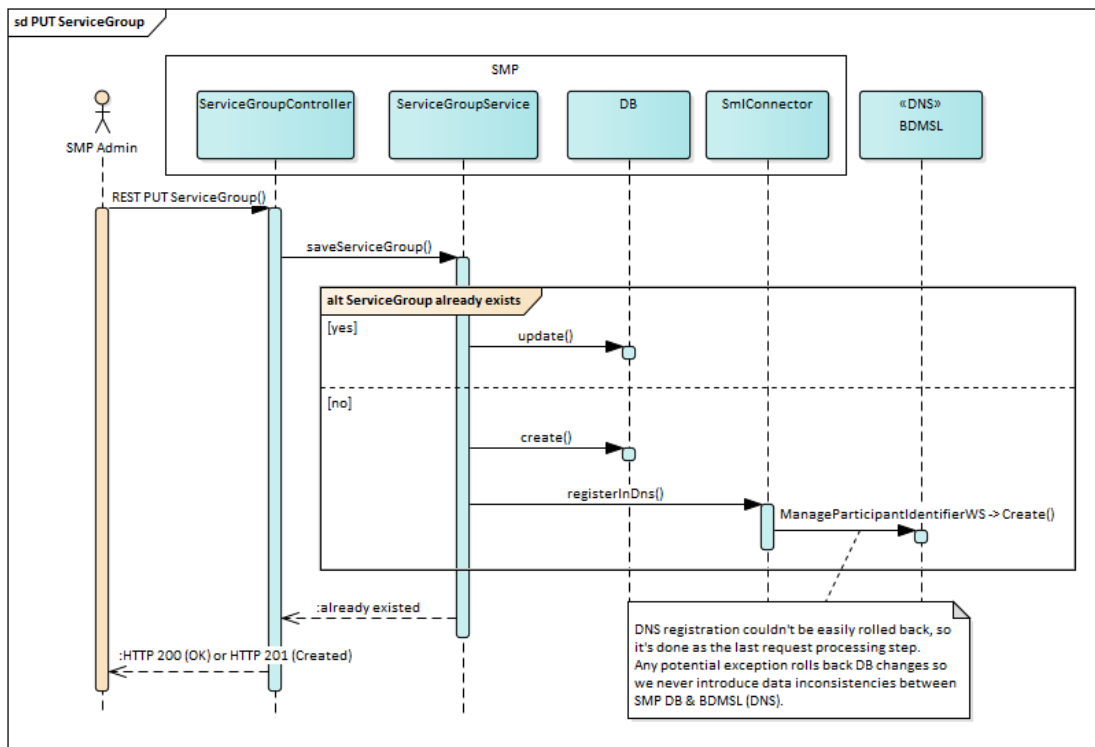 sd PUT ServiceGroup
SMP
ServiceGroupController
ServiceGroupService
DB
SmlConnector
«DNS»
BDMSL
SMP Admin
REST PUT ServiceGroup()
saveServiceGroup()
alt ServiceGroup already exists
[yes]
update()
[no]
create()
registerInDns()
ManageParticipantIdentifierWS -> Create()
:already existed
:HTTP 200 (OK) or HTTP 201 (Created)
DNS registration couldn't be easily rolled back, so
it's done as the last request processing step.
Any potential exception rolls back DB changes so
we never introduce data inconsistencies between
SMP DB & BDMSL (DNS).